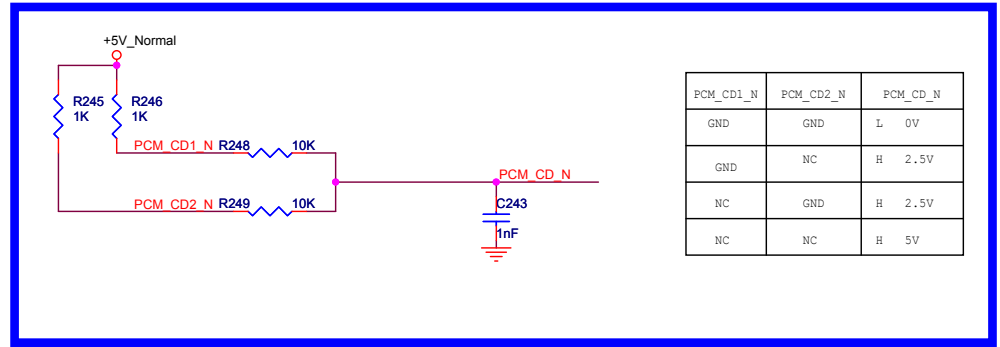 +5V_Normal
R245 R246
1K 1K
PCM_CD1_N R248 10K
PCM_CD_N
PCM_CD2_N R249 10K
C243
1nF
PCM_CD1_N PCM_CD2_N PCM_CD_N
GND GND L 0V
GND NC H 2.5V
NC GND H 2.5V
NC NC H 5V